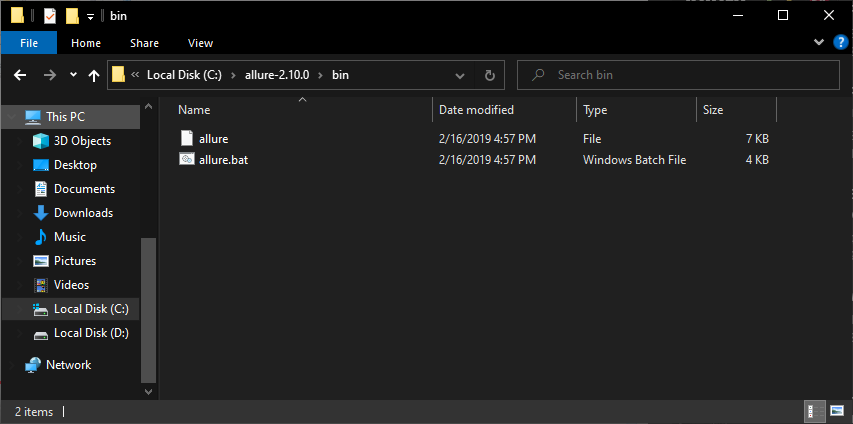 bin
File Home Share View
Local Disk (C:) allure-2.10.0 bin
Search bin
Name Date modified Type Size
This PC
3D Objects
Desktop
Documents
Downloads
Music
Pictures
Videos
Local Disk (C:)
Local Disk (D:)
Network
allure 2/16/2019 4:57 PM File 7 KB
allure.bat 2/16/2019 4:57 PM Windows Batch File 4 KB
2 items